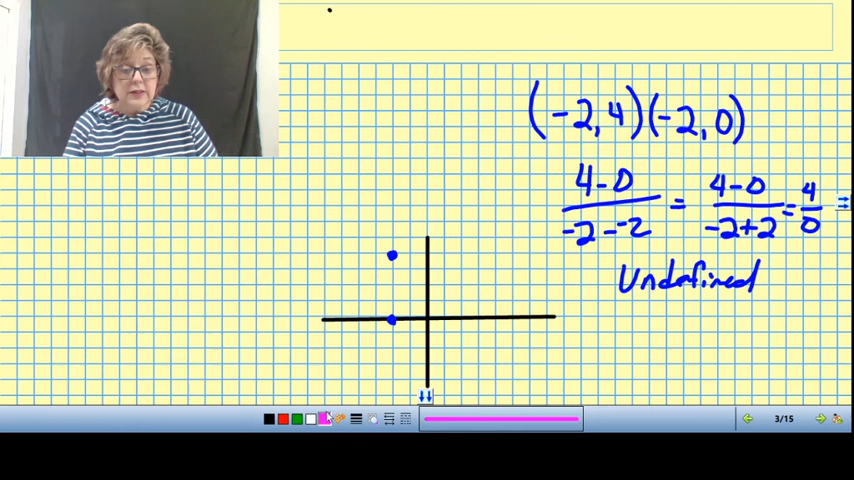 (-2,4)(-2,0)
4-0 / -2--2 = 4-0 / -2+2 = 4/0
Undefined
3/15